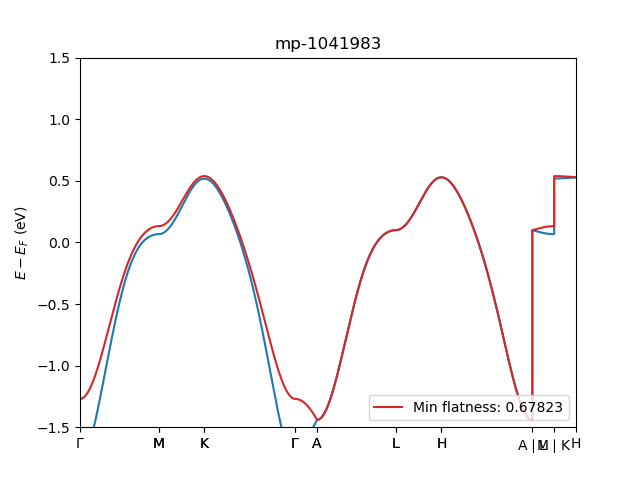 mp-1041983
E − E_F (eV)
1.5
1.0
0.5
0.0
−0.5
−1.0
−1.5
Min flatness: 0.67823
Γ M K Γ A L H A | L M | K H